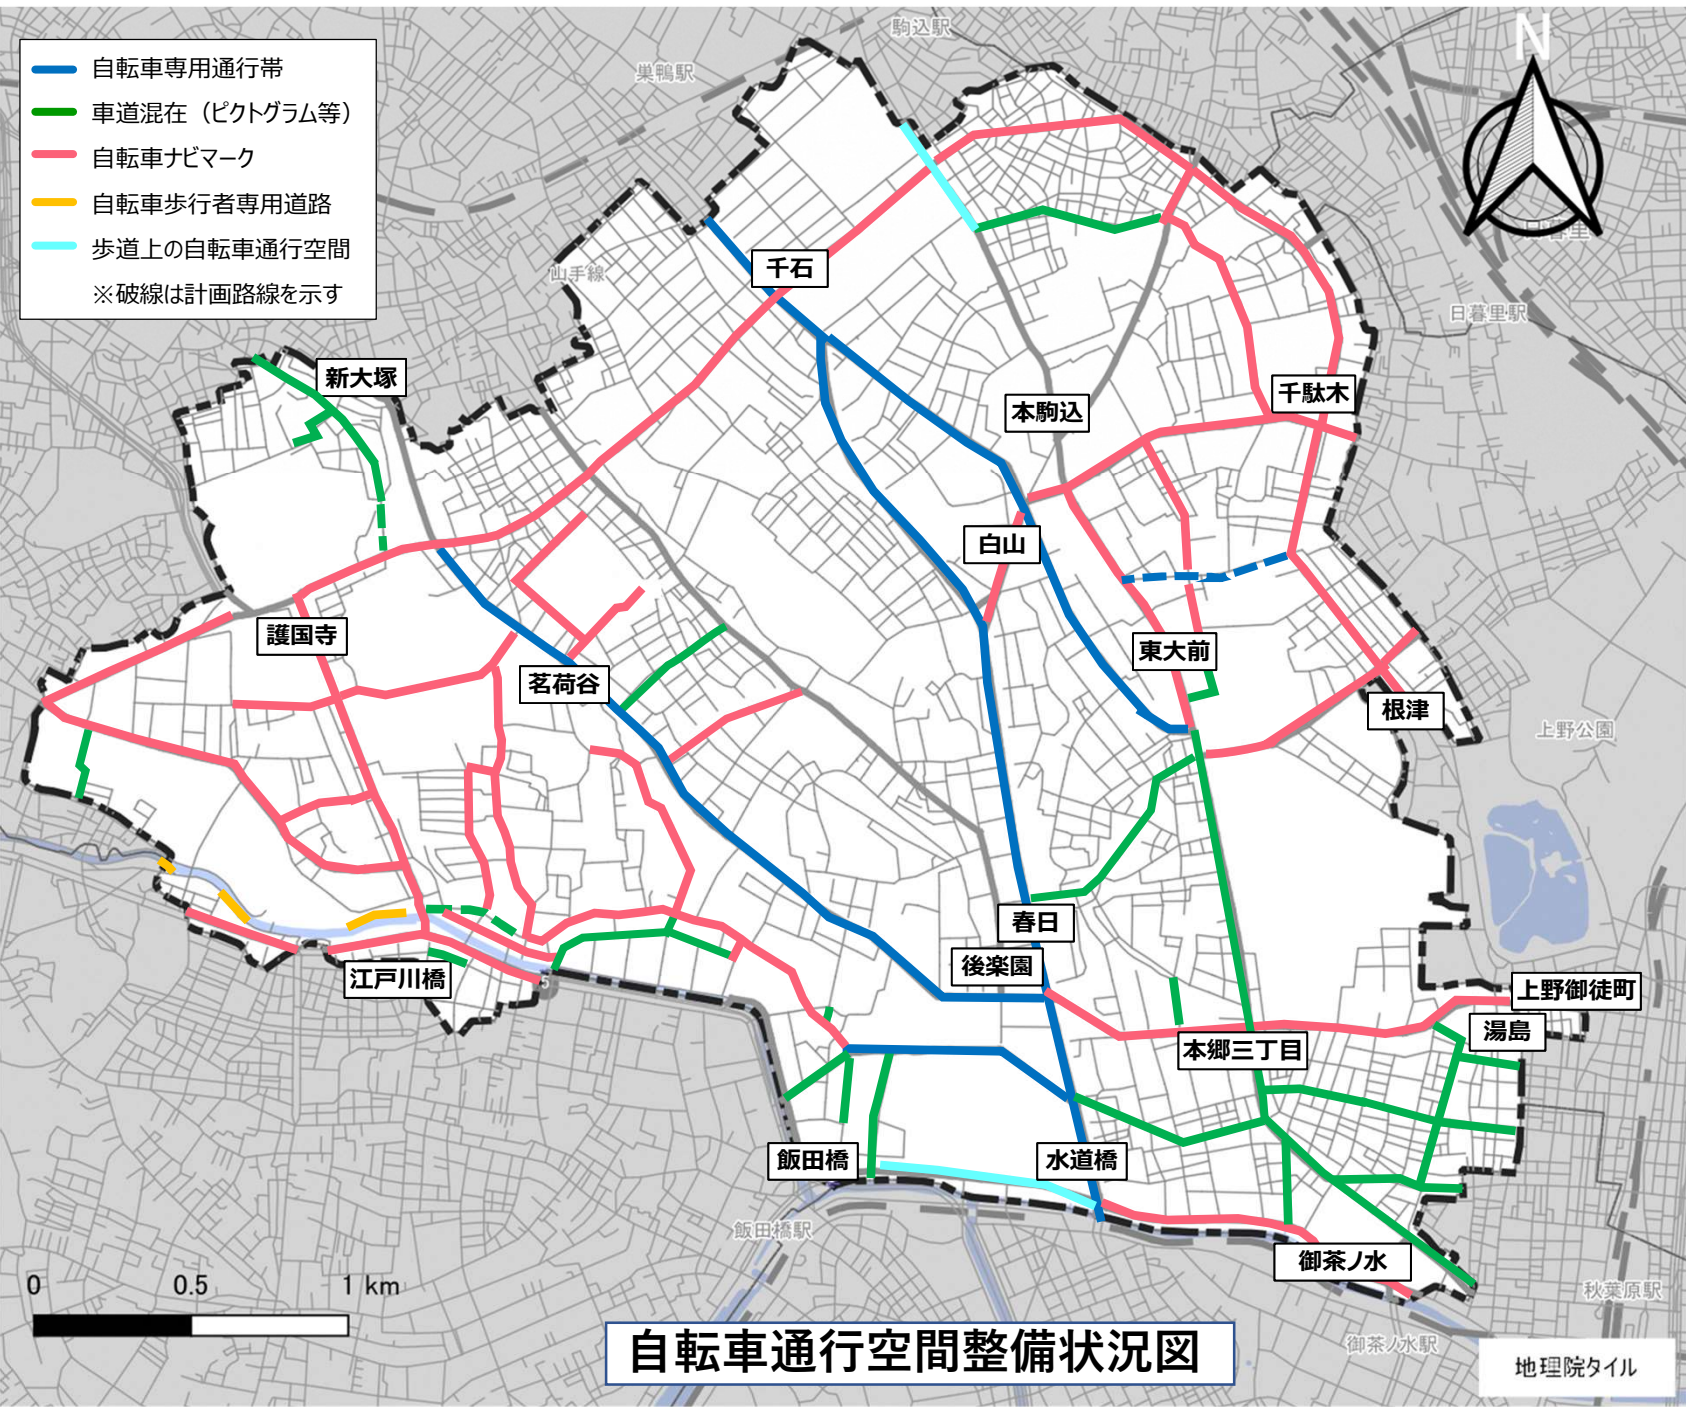 駒込駅
N
巣鴨駅
自転車専用通行帯
車道混在（ピクトグラム等）
自転車ナビマーク
自転車歩行者専用道路
歩道上の自転車通行空間
※破線は計画路線を示す
日暮里
千石
山手線
日暮里駅
新大塚
千駄木
本駒込
白山
護国寺
東大前
茗荷谷
根津
上野公園
春日
後楽園
江戸川橋
5
上野御徒町
湯島
本郷三丁目
飯田橋
水道橋
飯田橋駅
御茶ノ水
0 0.5 1 km
秋葉原駅
自転車通行空間整備状況図
御茶ノ水駅
地理院タイル